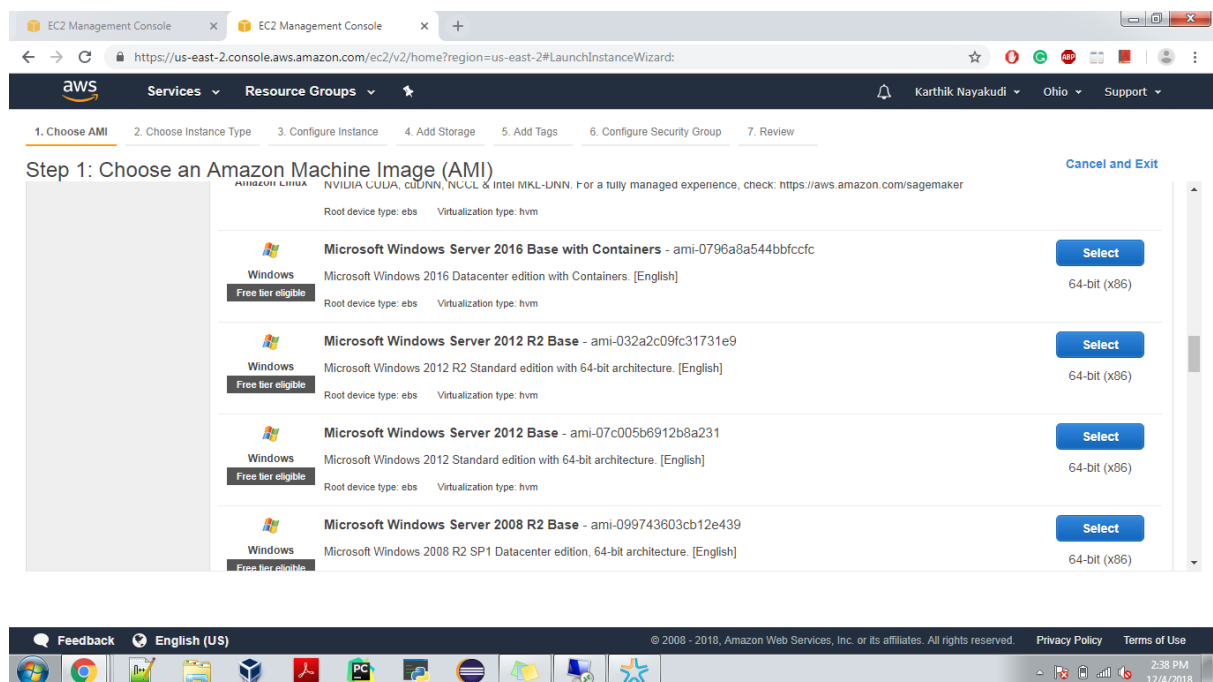 EC2 Management Console
EC2 Management Console
https://us-east-2.console.aws.amazon.com/ec2/v2/home?region=us-east-2#LaunchInstanceWizard:
ABP
aws Services Resource Groups Karthik Nayakudi Ohio Support
1. Choose AMI 2. Choose Instance Type 3. Configure Instance 4. Add Storage 5. Add Tags 6. Configure Security Group 7. Review
Step 1: Choose an Amazon Machine Image (AMI) Cancel and Exit
Amazon Linux NVIDIA CUDA, cuDNN, NCCL & Intel MKL-DNN. For a fully managed experience, check: https://aws.amazon.com/sagemaker
Root device type: ebs Virtualization type: hvm
Microsoft Windows Server 2016 Base with Containers - ami-0796a8a544bbfccfc
Select
Windows Microsoft Windows 2016 Datacenter edition with Containers. [English]
64-bit (x86)
Free tier eligible
Root device type: ebs Virtualization type: hvm
Microsoft Windows Server 2012 R2 Base - ami-032a2c09fc31731e9
Select
Windows Microsoft Windows 2012 R2 Standard edition with 64-bit architecture. [English]
64-bit (x86)
Free tier eligible
Root device type: ebs Virtualization type: hvm
Microsoft Windows Server 2012 Base - ami-07c005b6912b8a231
Select
Windows Microsoft Windows 2012 Standard edition with 64-bit architecture. [English]
64-bit (x86)
Free tier eligible
Root device type: ebs Virtualization type: hvm
Microsoft Windows Server 2008 R2 Base - ami-099743603cb12e439
Select
Windows Microsoft Windows 2008 R2 SP1 Datacenter edition, 64-bit architecture. [English]
64-bit (x86)
Free tier eligible
Feedback English (US) © 2008 - 2018, Amazon Web Services, Inc. or its affiliates. All rights reserved. Privacy Policy Terms of Use
PC
2:38 PM
12/4/2018